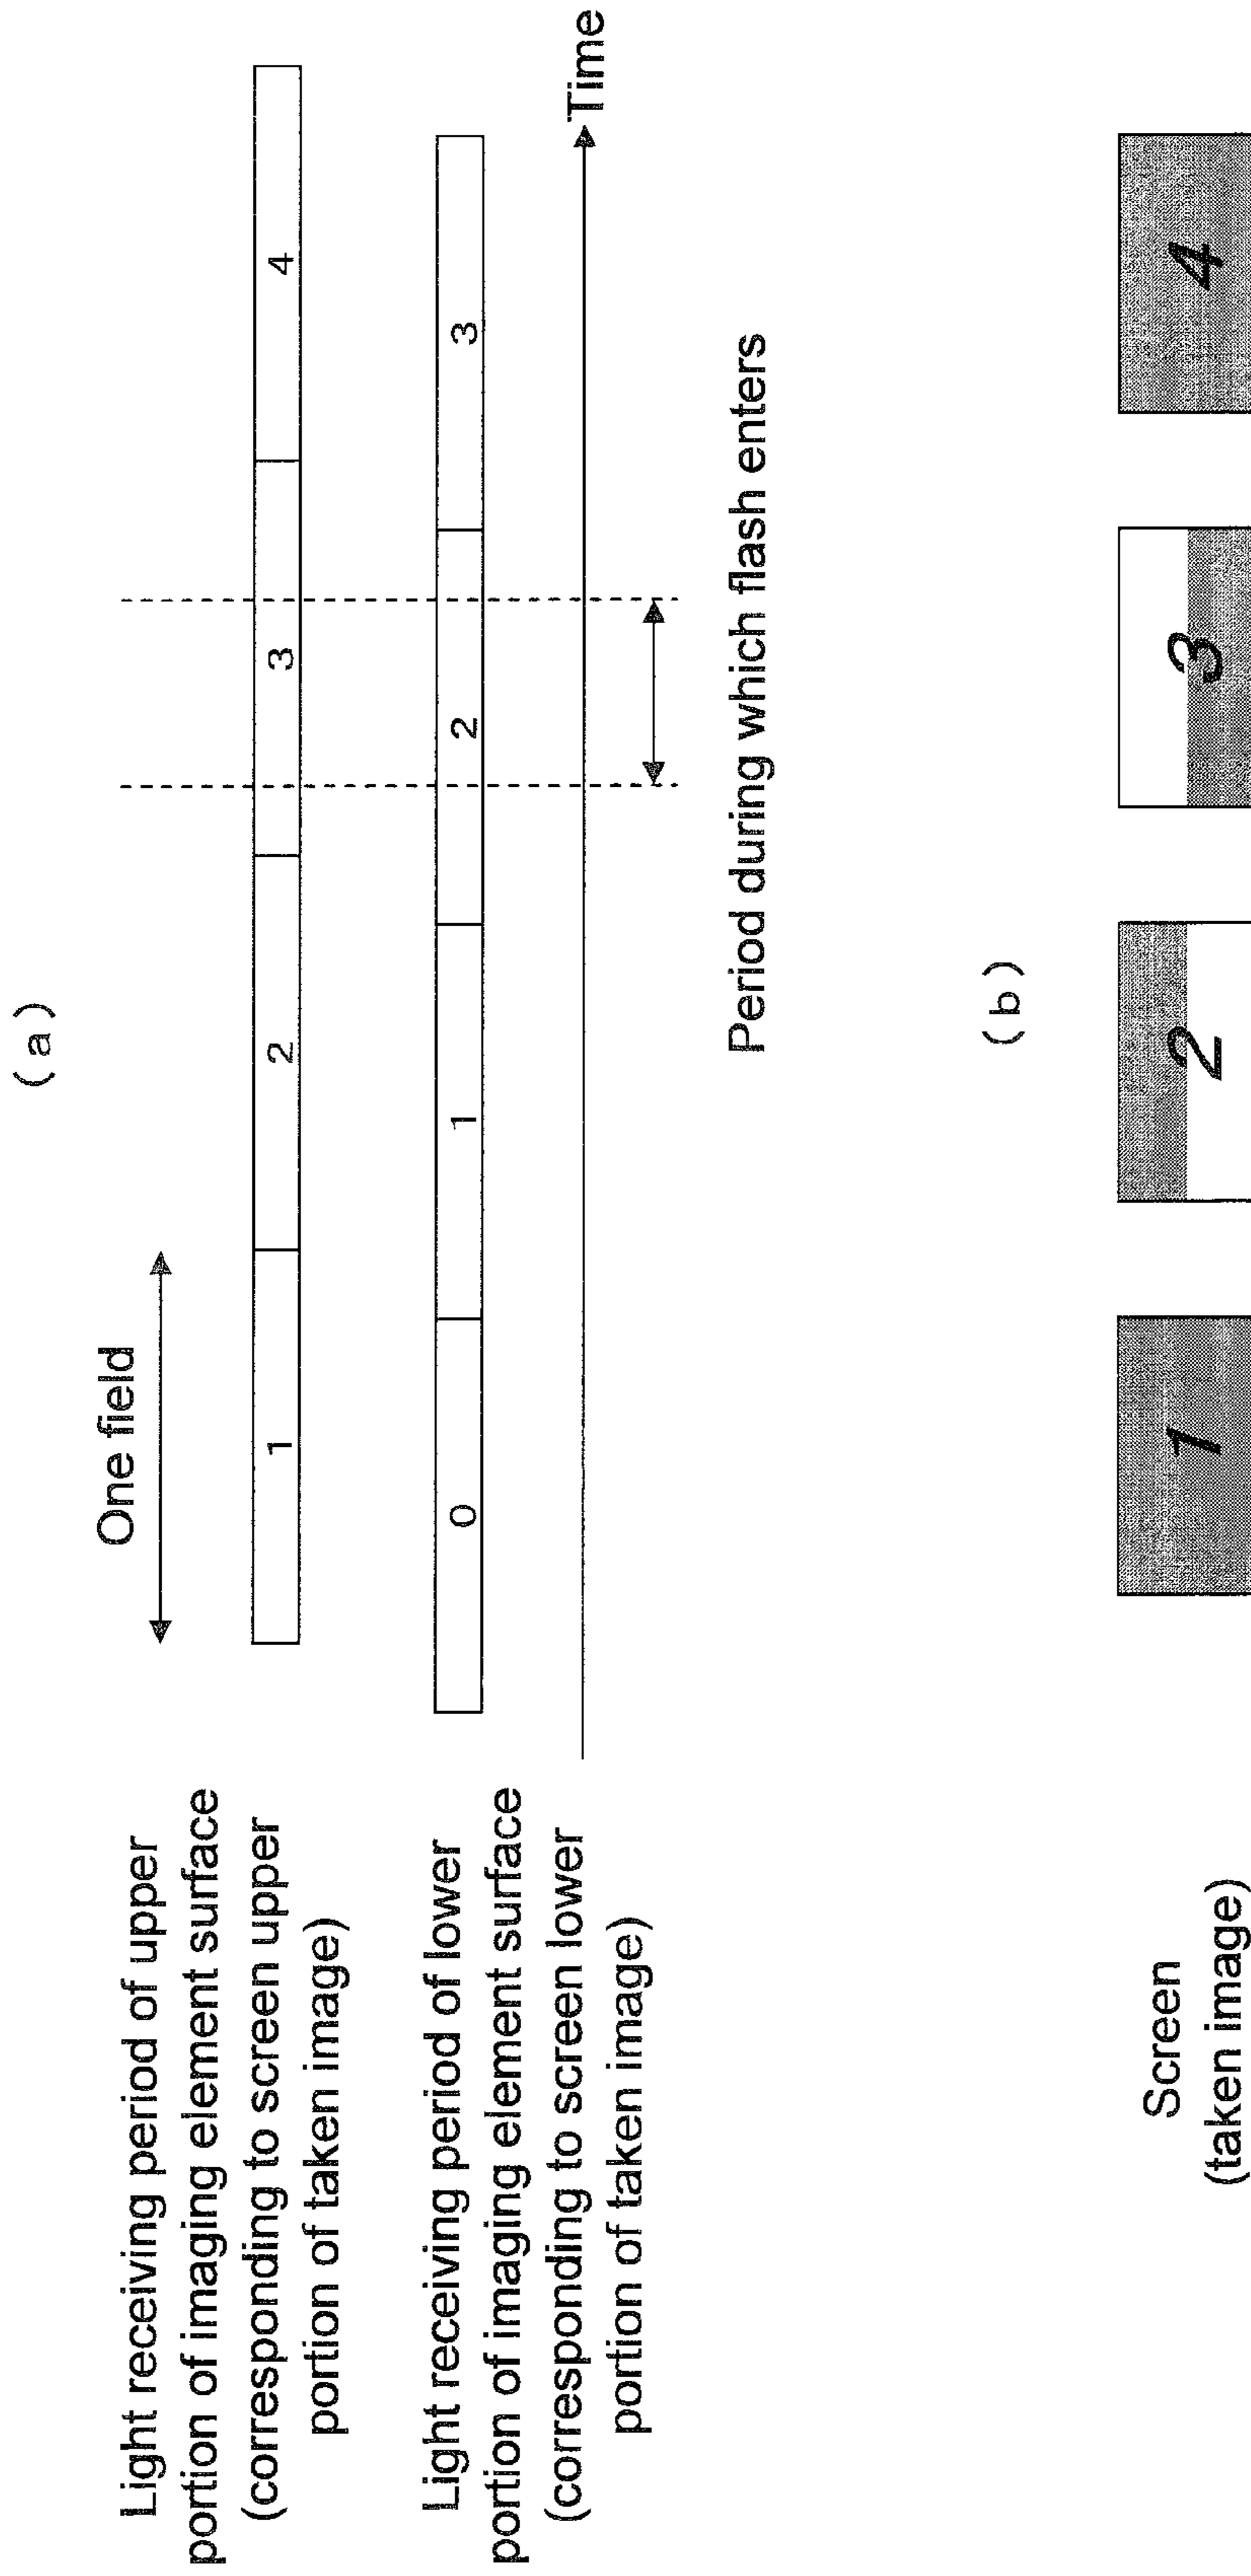 ( a )
One field
Light receiving period of upper
portion of imaging element surface
(corresponding to screen upper
portion of taken image)
1
2
3
4
Light receiving period of lower
portion of imaging element surface
(corresponding to screen lower
portion of taken image)
0
1
2
3
Time
Period during which flash enters
( b )
Screen
(taken image)
1
2
3
4